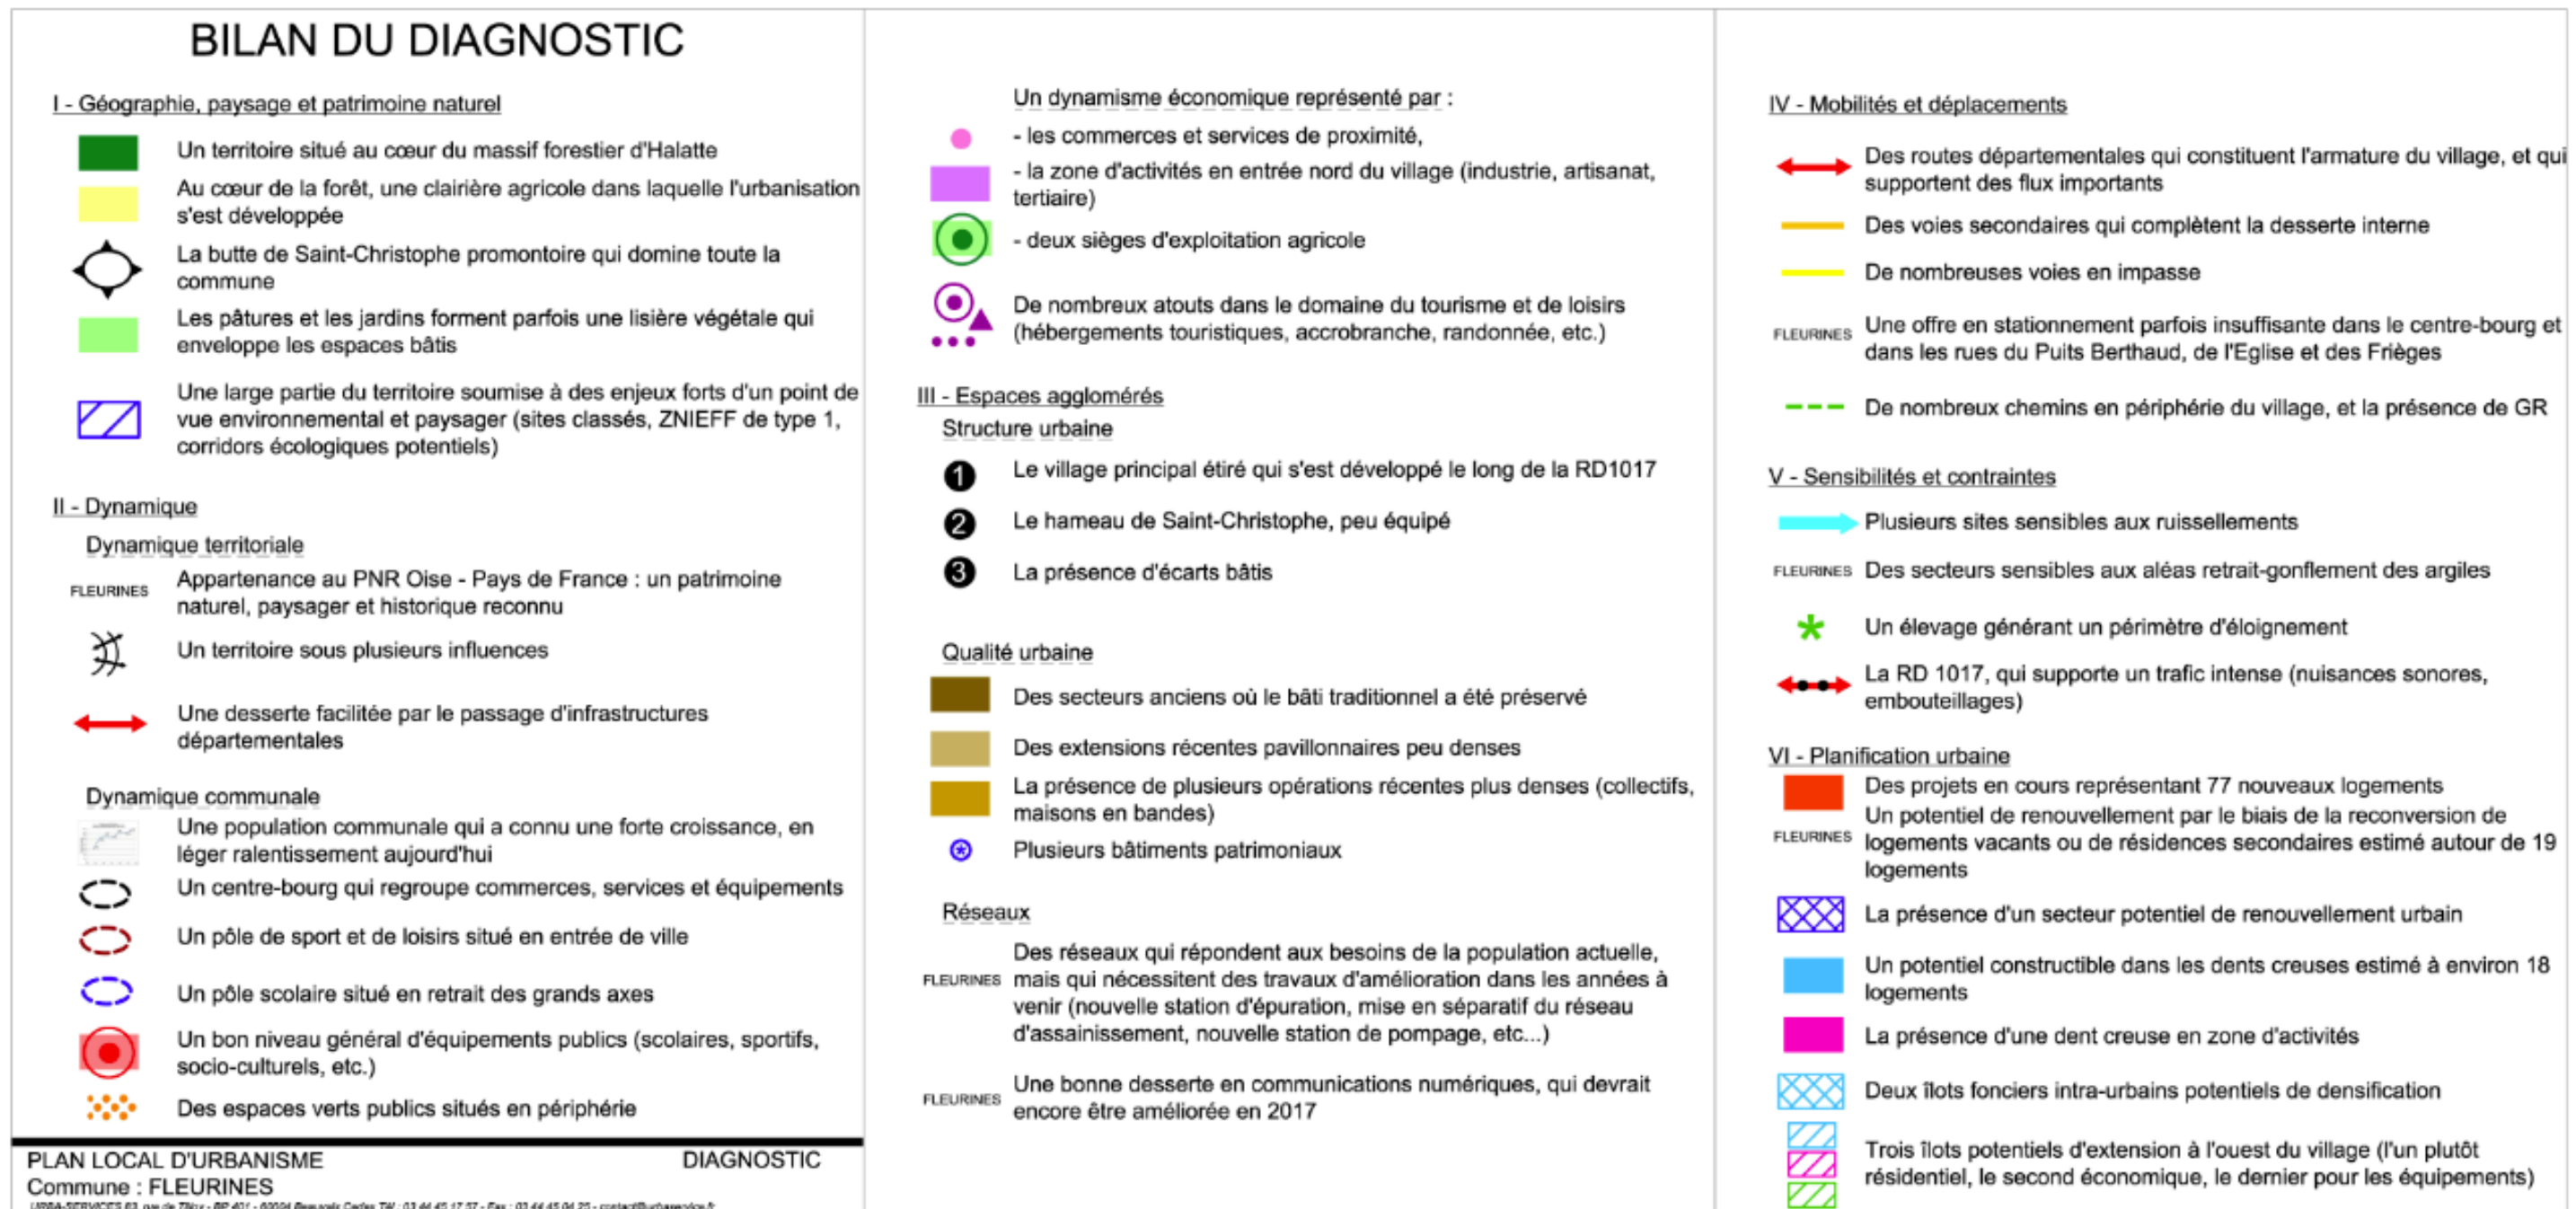 BILAN DU DIAGNOSTIC
I - Géographie, paysage et patrimoine naturel
Un territoire situé au cœur du massif forestier d'Halatte
Au cœur de la forêt, une clairière agricole dans laquelle l'urbanisation
s'est développée
La butte de Saint-Christophe promontoire qui domine toute la
commune
Les pâtures et les jardins forment parfois une lisière végétale qui
enveloppe les espaces bâtis
Une large partie du territoire soumise à des enjeux forts d'un point de
vue environnemental et paysager (sites classés, ZNIEFF de type 1,
corridors écologiques potentiels)
II - Dynamique
Dynamique territoriale
FLEURINES
Appartenance au PNR Oise - Pays de France : un patrimoine
naturel, paysager et historique reconnu
Un territoire sous plusieurs influences
Une desserte facilitée par le passage d'infrastructures
départementales
Dynamique communale
Une population communale qui a connu une forte croissance, en
léger ralentissement aujourd'hui
Un centre-bourg qui regroupe commerces, services et équipements
Un pôle de sport et de loisirs situé en entrée de ville
Un pôle scolaire situé en retrait des grands axes
Un bon niveau général d'équipements publics (scolaires, sportifs,
socio-culturels, etc.)
Des espaces verts publics situés en périphérie
PLAN LOCAL D'URBANISME DIAGNOSTIC
Commune : FLEURINES
Un dynamisme économique représenté par :
- les commerces et services de proximité,
- la zone d'activités en entrée nord du village (industrie, artisanat,
tertiaire)
- deux sièges d'exploitation agricole
De nombreux atouts dans le domaine du tourisme et de loisirs
(hébergements touristiques, accrobranche, randonnée, etc.)
III - Espaces agglomérés
Structure urbaine
1 Le village principal étiré qui s'est développé le long de la RD1017
2 Le hameau de Saint-Christophe, peu équipé
3 La présence d'écarts bâtis
Qualité urbaine
Des secteurs anciens où le bâti traditionnel a été préservé
Des extensions récentes pavillonnaires peu denses
La présence de plusieurs opérations récentes plus denses (collectifs,
maisons en bandes)
Plusieurs bâtiments patrimoniaux
Réseaux
Des réseaux qui répondent aux besoins de la population actuelle,
FLEURINES mais qui nécessitent des travaux d'amélioration dans les années à
venir (nouvelle station d'épuration, mise en séparatif du réseau
d'assainissement, nouvelle station de pompage, etc...)
FLEURINES
Une bonne desserte en communications numériques, qui devrait
encore être améliorée en 2017
IV - Mobilités et déplacements
Des routes départementales qui constituent l'armature du village, et qui
supportent des flux importants
Des voies secondaires qui complètent la desserte interne
De nombreuses voies en impasse
FLEURINES
Une offre en stationnement parfois insuffisante dans le centre-bourg et
dans les rues du Puits Berthaud, de l'Eglise et des Frièges
De nombreux chemins en périphérie du village, et la présence de GR
V - Sensibilités et contraintes
Plusieurs sites sensibles aux ruissellements
FLEURINES Des secteurs sensibles aux aléas retrait-gonflement des argiles
Un élevage générant un périmètre d'éloignement
La RD 1017, qui supporte un trafic intense (nuisances sonores,
embouteillages)
VI - Planification urbaine
Des projets en cours représentant 77 nouveaux logements
Un potentiel de renouvellement par le biais de la reconversion de
FLEURINES logements vacants ou de résidences secondaires estimé autour de 19
logements
La présence d'un secteur potentiel de renouvellement urbain
Un potentiel constructible dans les dents creuses estimé à environ 18
logements
La présence d'une dent creuse en zone d'activités
Deux îlots fonciers intra-urbains potentiels de densification
Trois îlots potentiels d'extension à l'ouest du village (l'un plutôt
résidentiel, le second économique, le dernier pour les équipements)